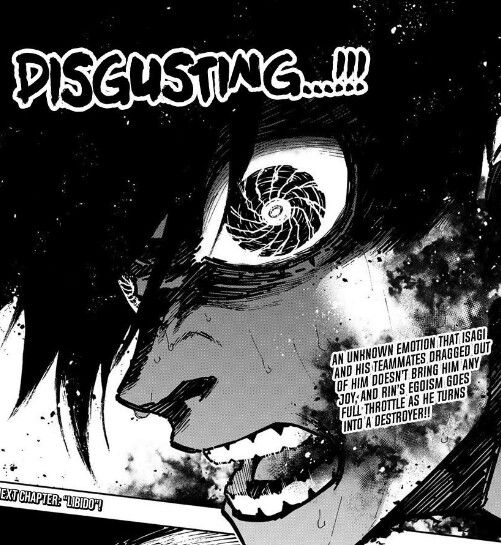 DISGUSTING...!!!
AN UNKNOWN EMOTION THAT ISAGI
AND HIS TEAMMATES DRAGGED OUT
OF HIM DOESN'T BRING HIM ANY
JOY, AND RIN'S EGOISM GOES
FULL THROTTLE AS HE TURNS
INTO A DESTROYER!!
EXT CHAPTER: "LIBIDO"!